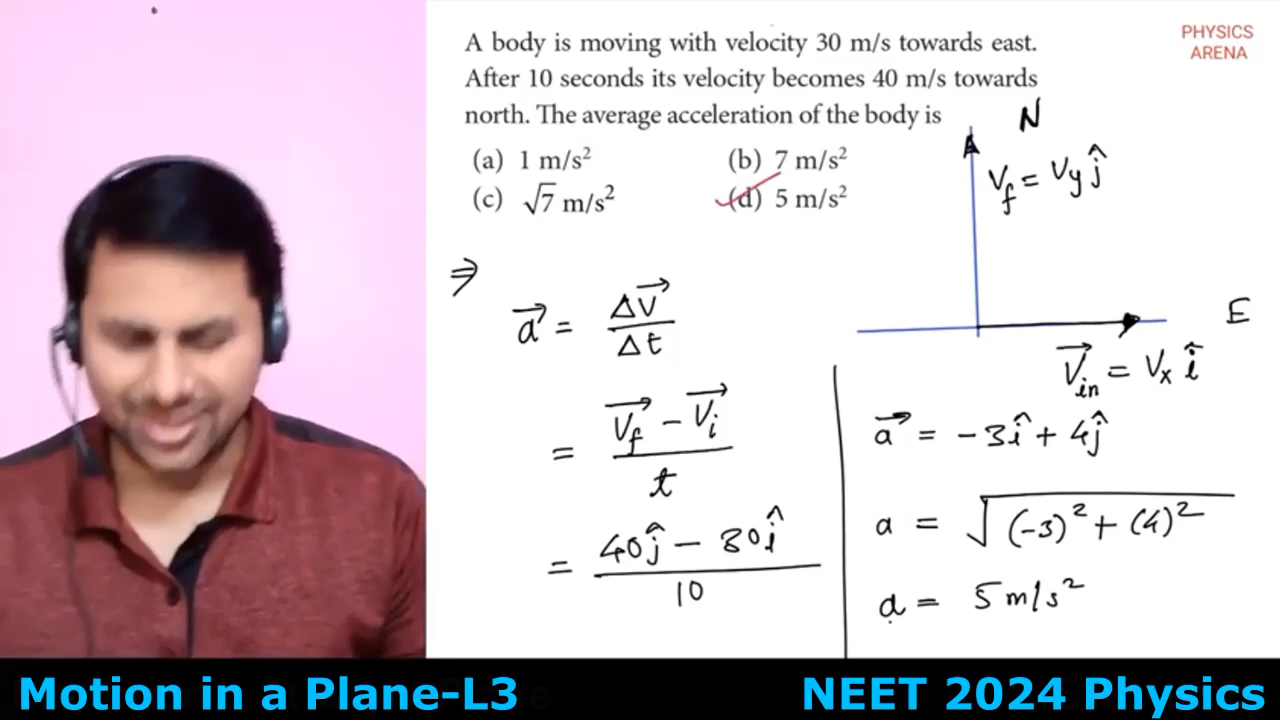 A body is moving with velocity 30 m/s towards east.
After 10 seconds its velocity becomes 40 m/s towards
north. The average acceleration of the body is
(a) 1 m/s² (b) 7 m/s²
(c) √7 m/s² (d) 5 m/s²
PHYSICS
ARENA
N
V_f = V_y ĵ
E
V⃗_in = V_x î
⇒
a⃗ = ΔV⃗ / Δt
= (V⃗_f − V⃗_i) / t
= (40ĵ − 30î) / 10
a⃗ = −3î + 4ĵ
a = √((−3)² + (4)²)
a = 5 m/s²
Motion in a Plane-L3 e
NEET 2024 Physics